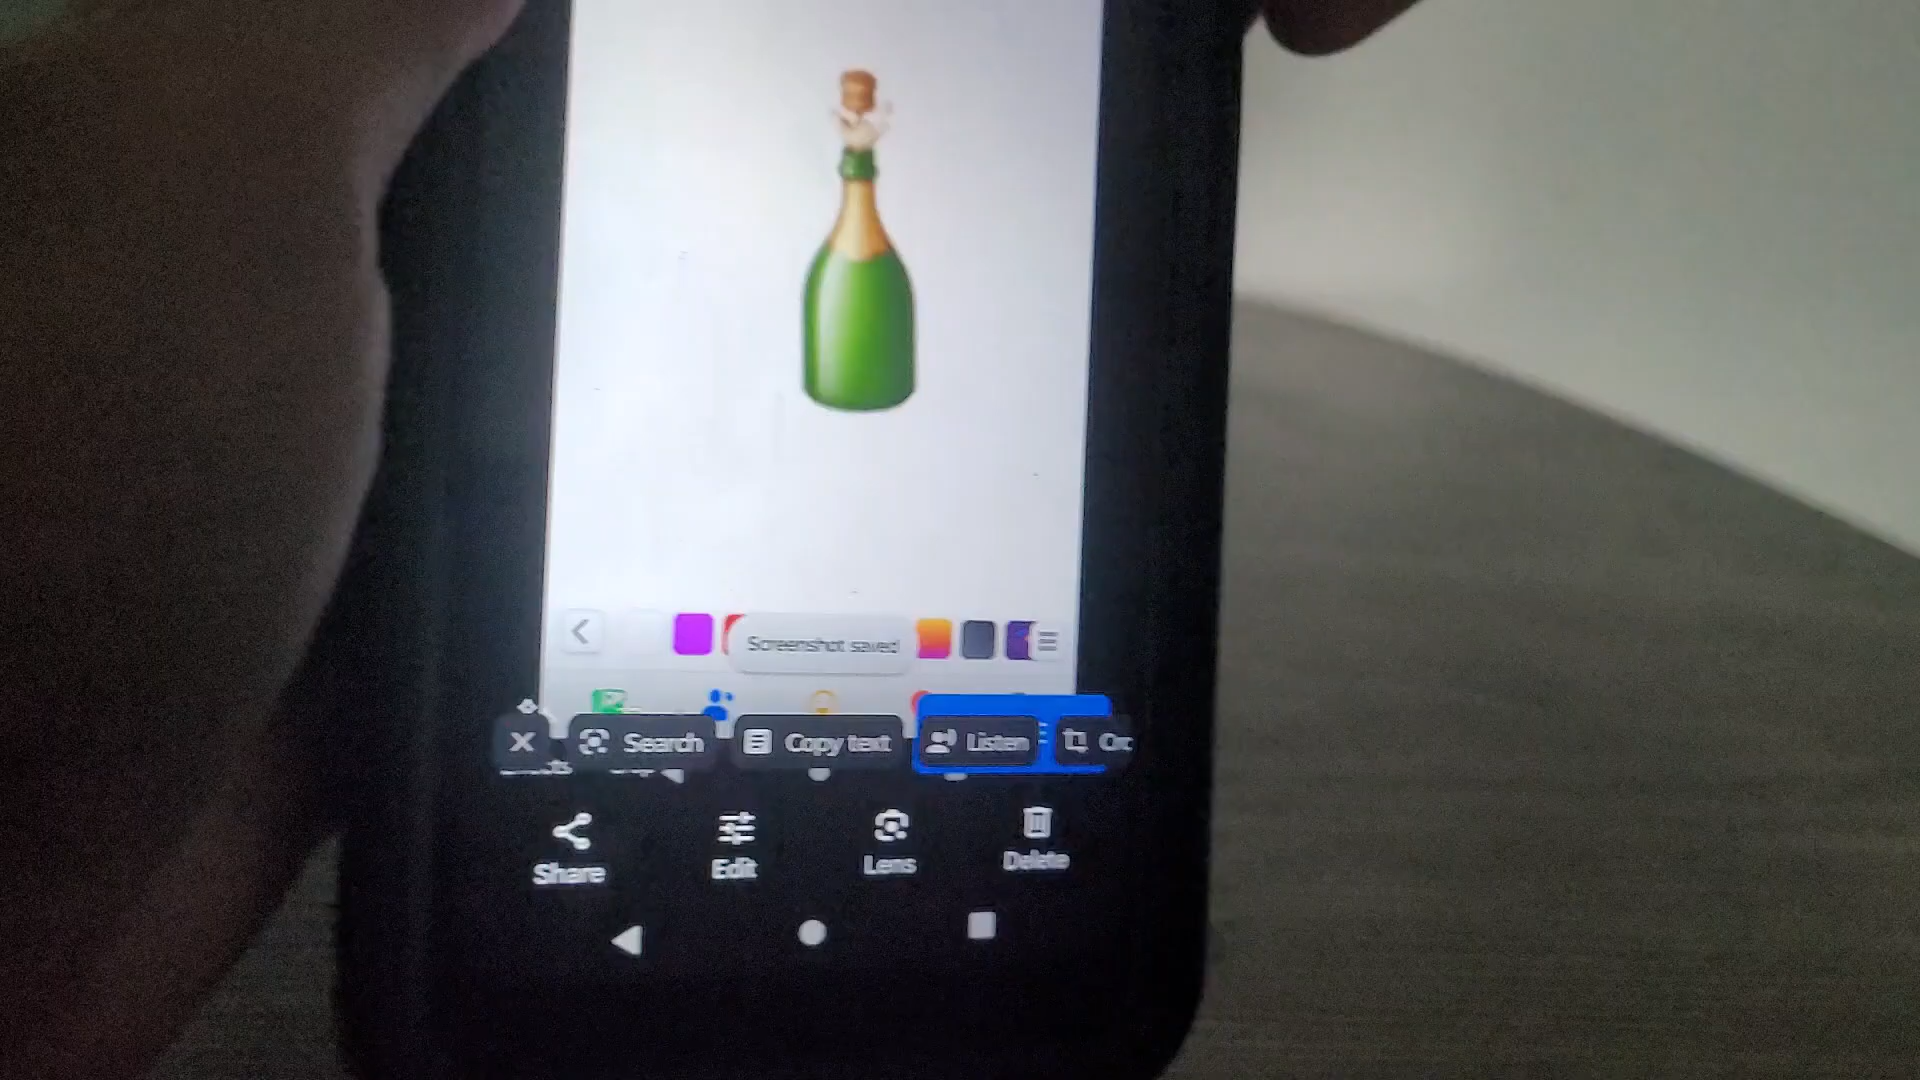 Screenshot saved
Search
Copy text
Listen
Share
Edit
Lens
Delete